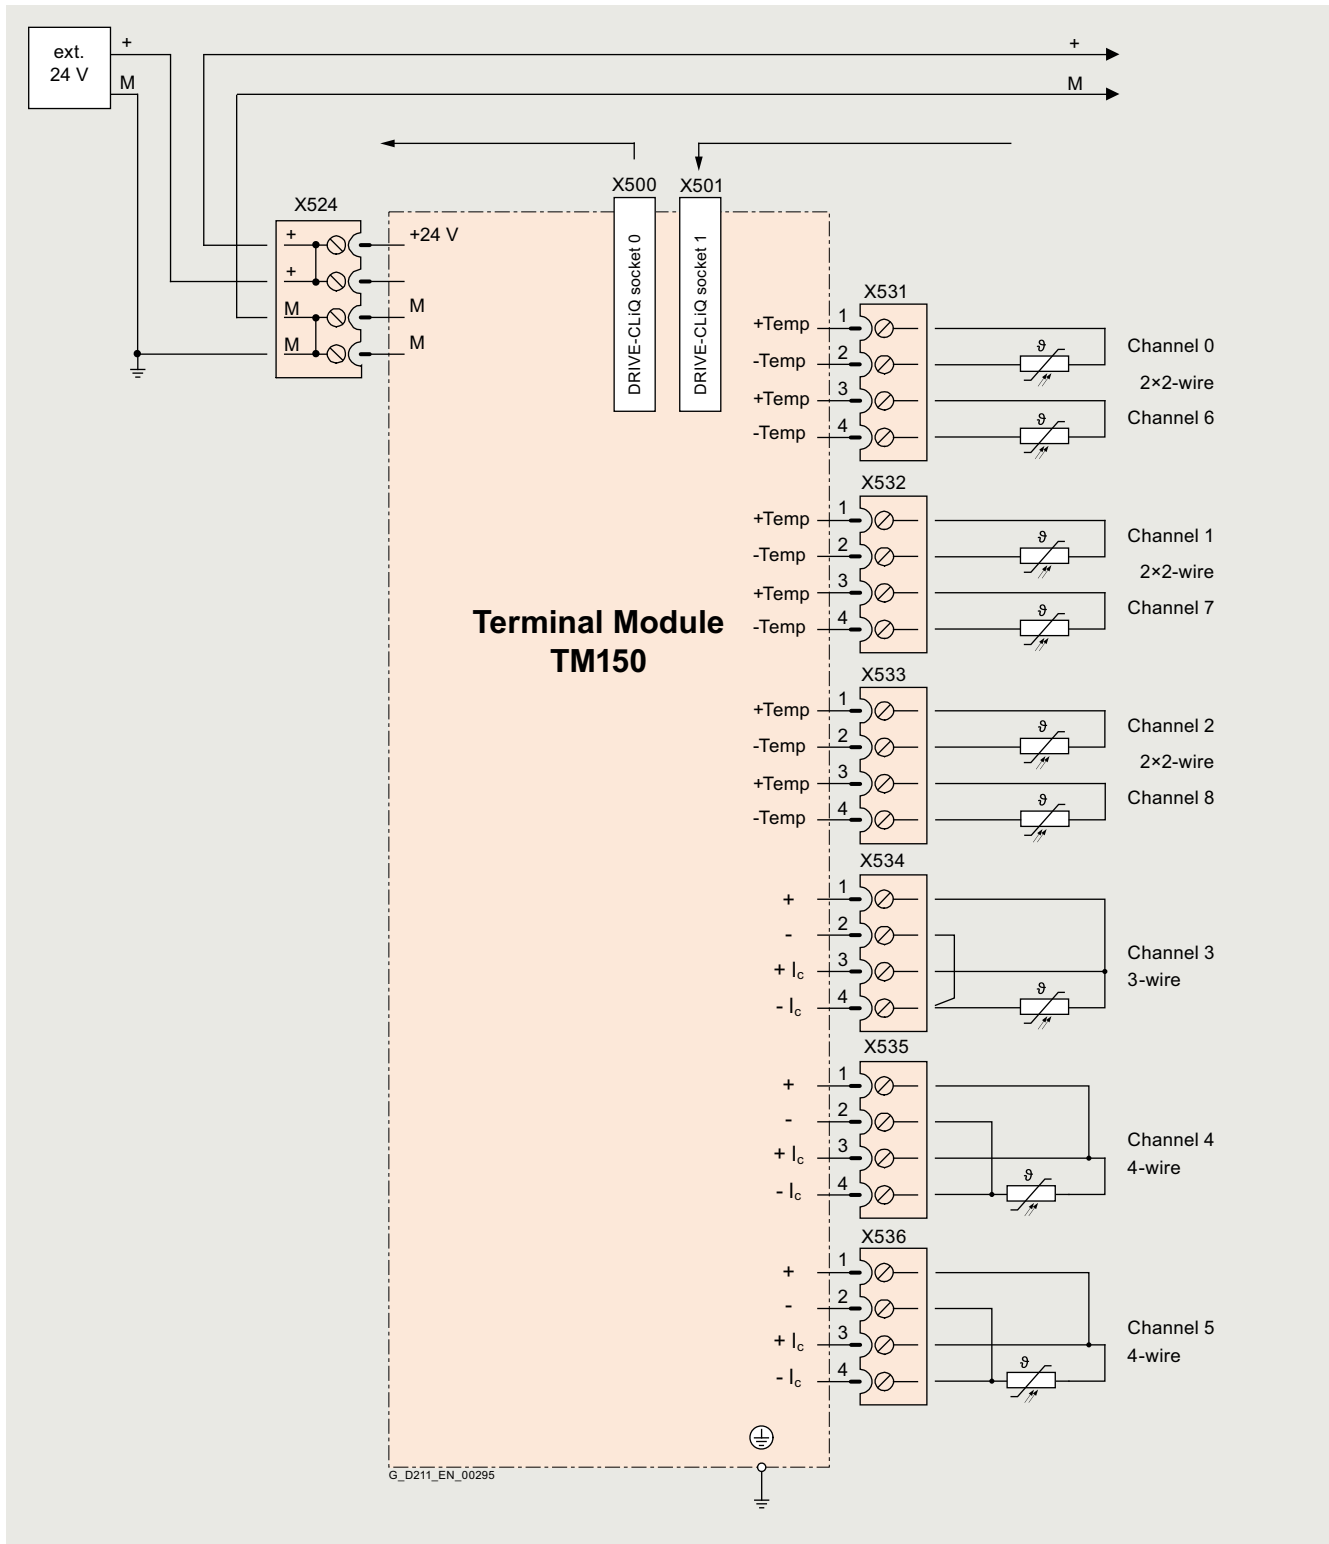 ext.
24 V
+
M
+
M
X500
X501
DRIVE-CLiQ socket 0
DRIVE-CLiQ socket 1
X524
+
+
M
M
+24 V
M
M
Terminal Module
TM150
X531
+Temp 1
-Temp 2
+Temp 3
-Temp 4
ϑ
ϑ
Channel 0
2×2-wire
Channel 6
X532
+Temp 1
-Temp 2
+Temp 3
-Temp 4
ϑ
ϑ
Channel 1
2×2-wire
Channel 7
X533
+Temp 1
-Temp 2
+Temp 3
-Temp 4
ϑ
ϑ
Channel 2
2×2-wire
Channel 8
X534
+ 1
- 2
+ Ic 3
- Ic 4
ϑ
Channel 3
3-wire
X535
+ 1
- 2
+ Ic 3
- Ic 4
ϑ
Channel 4
4-wire
X536
+ 1
- 2
+ Ic 3
- Ic 4
ϑ
Channel 5
4-wire
G_D211_EN_00295